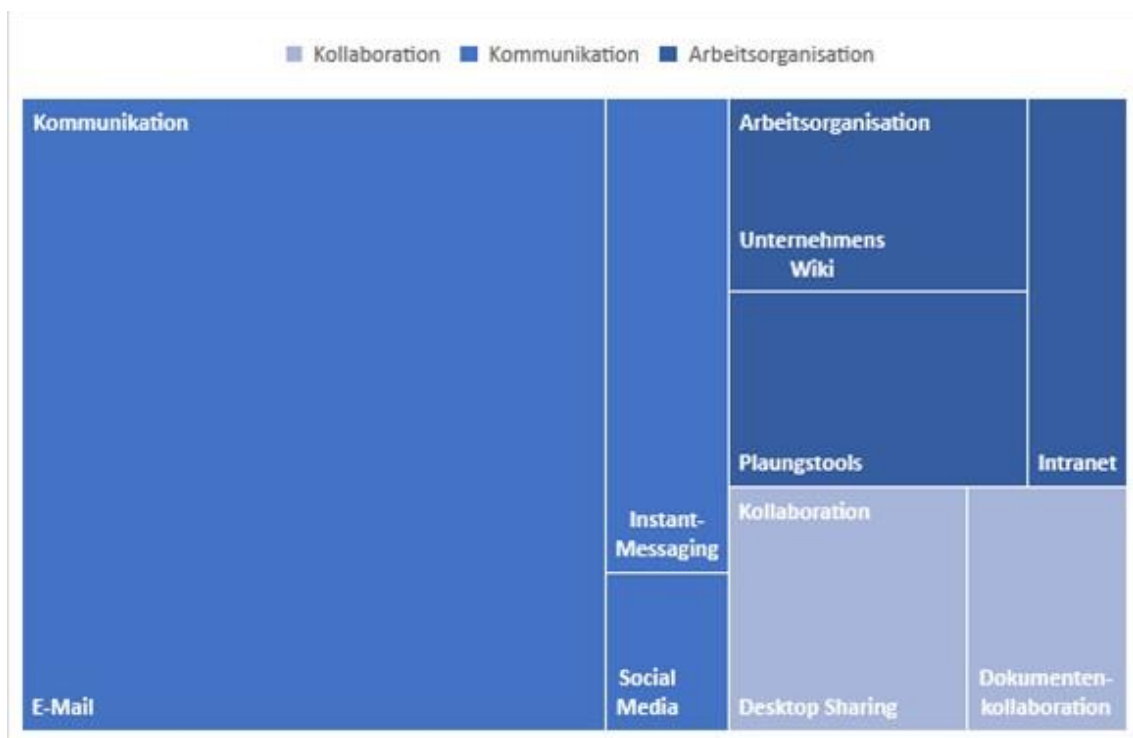 Kollaboration Kommunikation Arbeitsorganisation
Kommunikation
E-Mail
Instant-
Messaging
Social
Media
Arbeitsorganisation
Unternehmens
Wiki
Plaungstools
Intranet
Kollaboration
Desktop Sharing
Dokumenten-
kollaboration